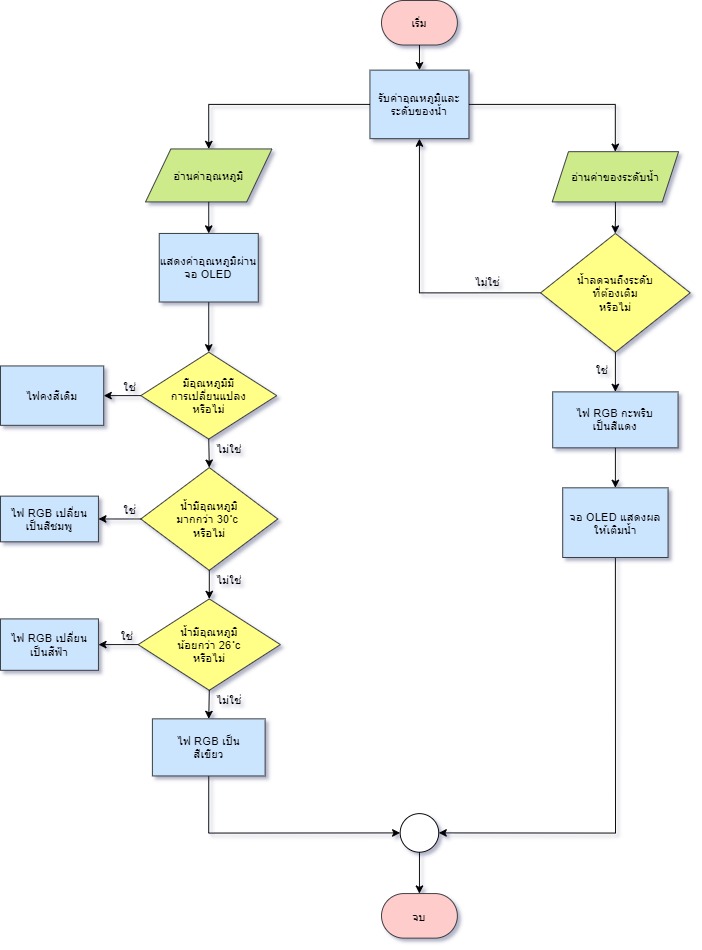 เริ่ม
รับค่าอุณหภูมิและ
ระดับของน้ำ
อ่านค่าอุณหภูมิ
อ่านค่าของระดับน้ำ
แสดงค่าอุณหภูมิผ่าน
จอ OLED
น้ำลดจนถึงระดับ
ที่ต้องเติม
หรือไม่
ไม่ใช่
ใช่
มีอุณหภูมิมี
การเปลี่ยนแปลง
หรือไม่
ใช่
ไฟคงสีเดิม
ไม่ใช่
ไฟ RGB กะพริบ
เป็นสีแดง
น้ำมีอุณหภูมิ
มากกว่า 30°c
หรือไม่
ใช่
ไฟ RGB เปลี่ยน
เป็นสีชมพู
ไม่ใช่
จอ OLED แสดงผล
ให้เติมน้ำ
น้ำมีอุณหภูมิ
น้อยกว่า 26°c
หรือไม่
ใช่
ไฟ RGB เปลี่ยน
เป็นสีฟ้า
ไม่ใช่
ไฟ RGB เป็น
สีเขียว
จบ